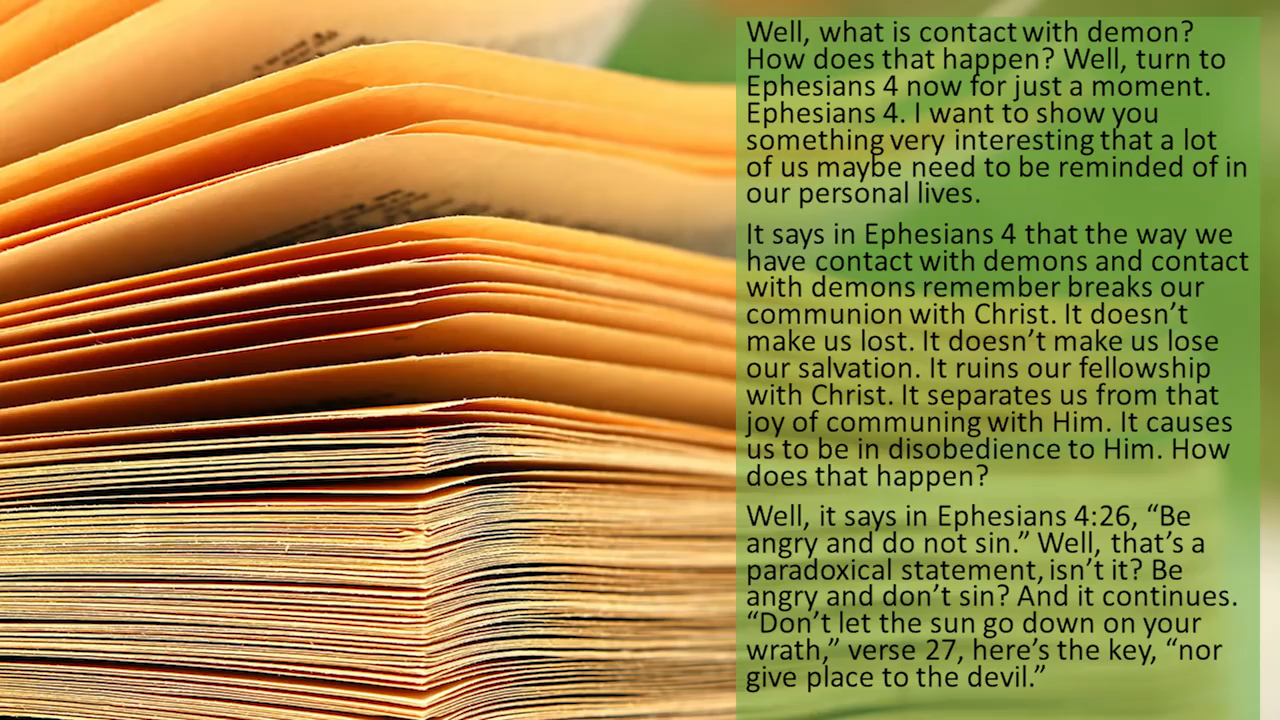 Well, what is contact with demon?
How does that happen? Well, turn to
Ephesians 4 now for just a moment.
Ephesians 4. I want to show you
something very interesting that a lot
of us maybe need to be reminded of in
our personal lives.
It says in Ephesians 4 that the way we
have contact with demons and contact
with demons remember breaks our
communion with Christ. It doesn’t
make us lost. It doesn’t make us lose
our salvation. It ruins our fellowship
with Christ. It separates us from that
joy of communing with Him. It causes
us to be in disobedience to Him. How
does that happen?
Well, it says in Ephesians 4:26, “Be
angry and do not sin.” Well, that’s a
paradoxical statement, isn’t it? Be
angry and don’t sin? And it continues.
“Don’t let the sun go down on your
wrath,” verse 27, here’s the key, “nor
give place to the devil.”